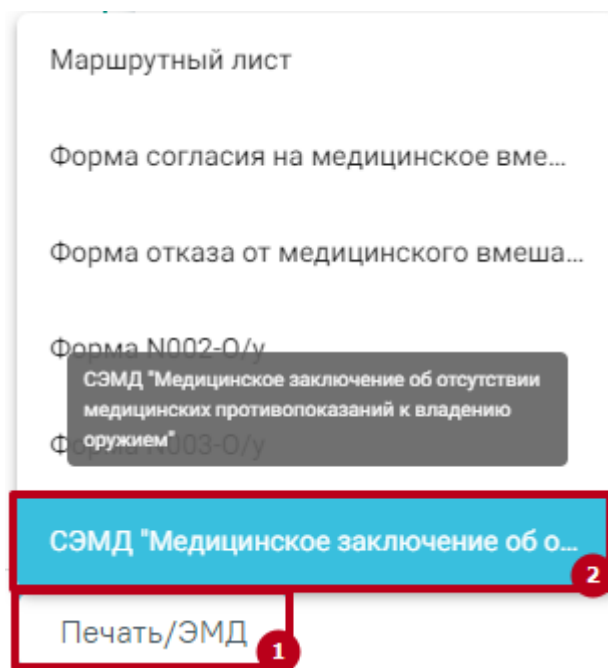 Маршрутный лист
Форма согласия на медицинское вме...
Форма отказа от медицинского вмеша...
Форма N002-О/у
СЭМД "Медицинское заключение об отсутствии
медицинских противопоказаний к владению
оружием"
Форма N003-О/у
СЭМД "Медицинское заключение об о...
2
Печать/ЭМД
1